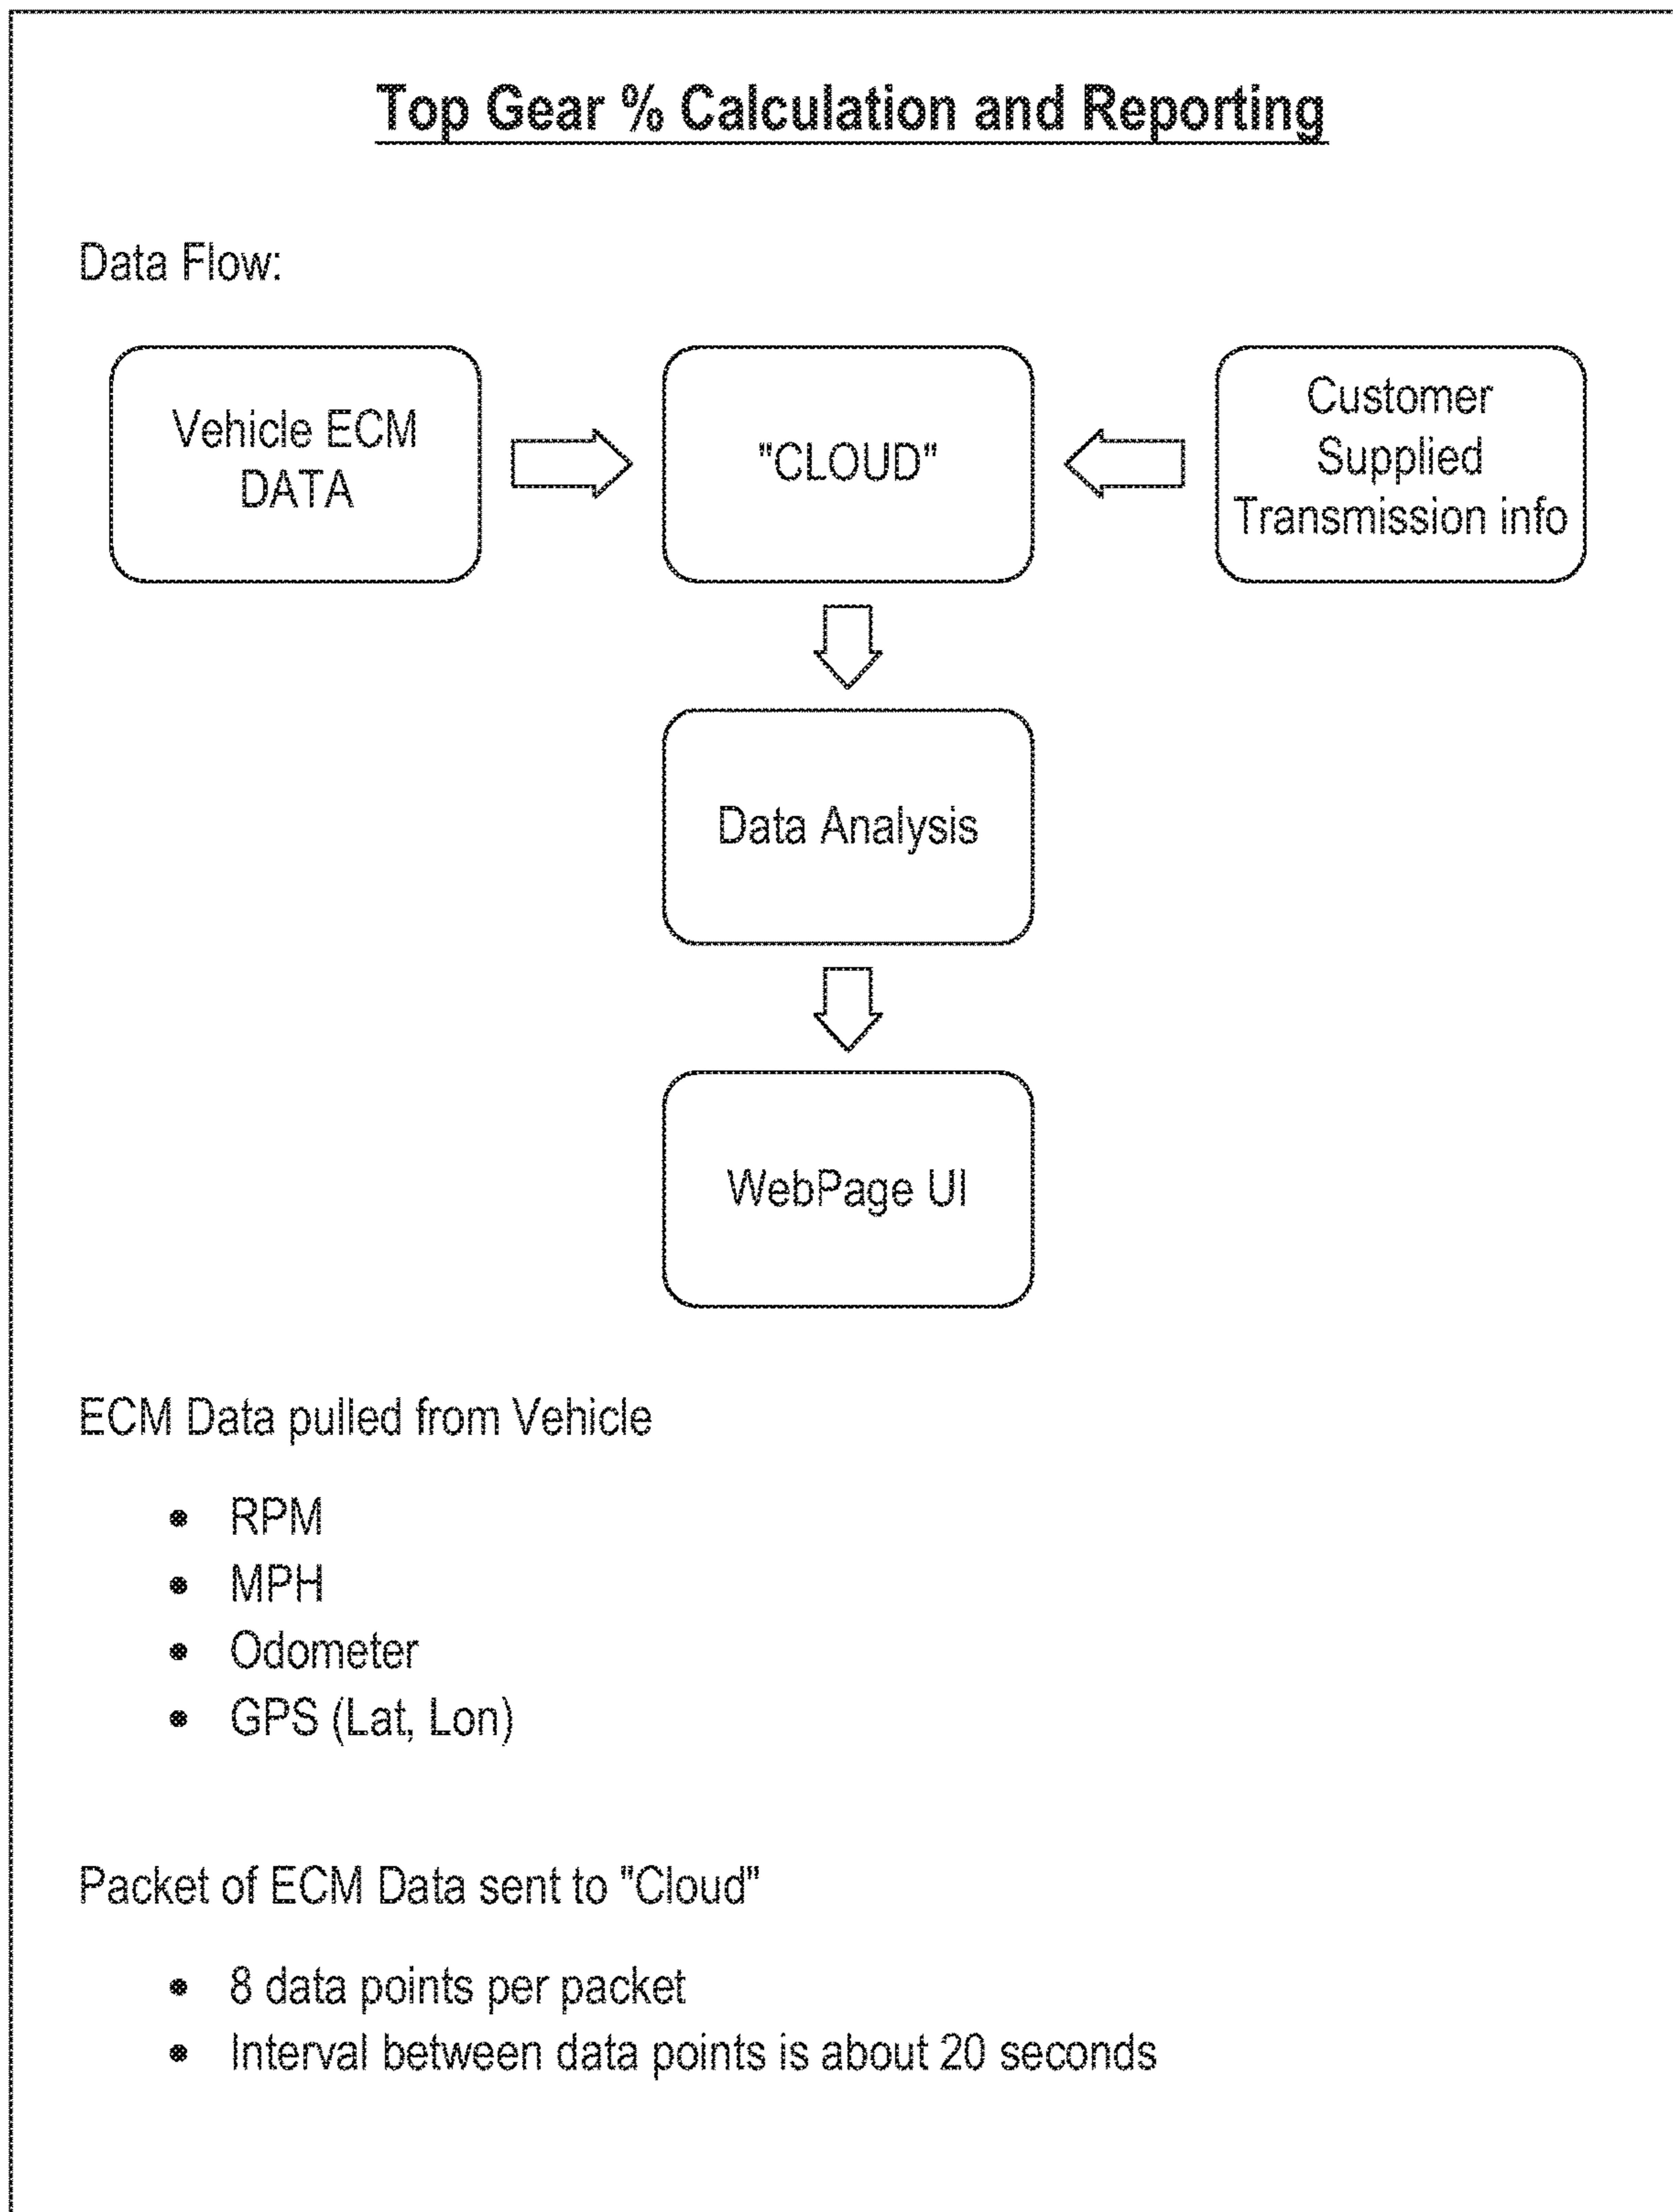 Top Gear % Calculation and Reporting
Data Flow:
Vehicle ECM
DATA
"CLOUD"
Customer
Supplied
Transmission info
Data Analysis
WebPage UI
ECM Data pulled from Vehicle
• RPM
• MPH
• Odometer
• GPS (Lat, Lon)
Packet of ECM Data sent to "Cloud"
• 8 data points per packet
• Interval between data points is about 20 seconds